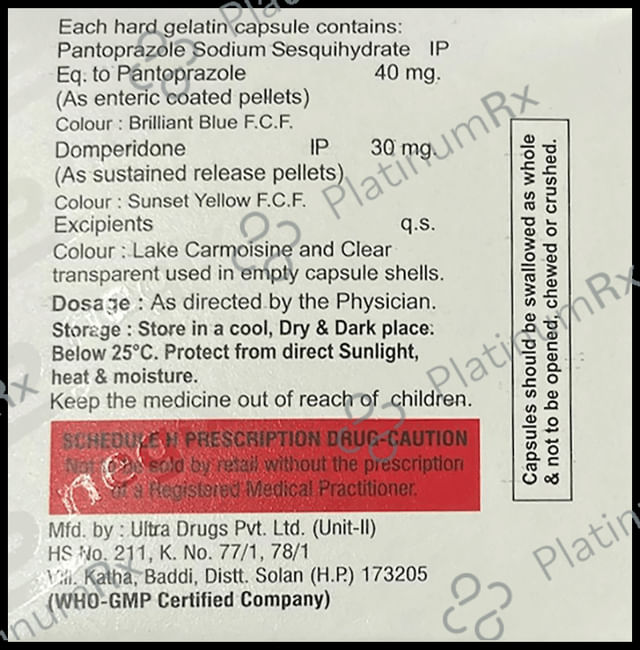 Each hard gelatin capsule contains:
Pantoprazole Sodium Sesquihydrate IP
Eq. to Pantoprazole 40 mg.
(As enteric coated pellets)
Colour : Brilliant Blue F.C.F.
Domperidone IP 30 mg.
(As sustained release pellets)
Colour : Sunset Yellow F.C.F.
Excipients q.s.
Colour : Lake Carmoisine and Clear
transparent used in empty capsule shells.
Dosage : As directed by the Physician.
Storage : Store in a cool, Dry & Dark place:
Below 25°C. Protect from direct Sunlight,
heat & moisture.
Keep the medicine out of reach of children.
SCHEDULE H PRESCRIPTION DRUG-CAUTION
Not to be sold by retail without the prescription
of a Registered Medical Practitioner.
Mfd. by : Ultra Drugs Pvt. Ltd. (Unit-II)
HS No. 211, K. No. 77/1, 78/1
Vill. Katha, Baddi, Distt. Solan (H.P.) 173205
(WHO-GMP Certified Company)
Capsules should be swallowed as whole
& not to be opened, chewed or crushed.
PlatinumRx
PlatinumRx
PlatinumRx